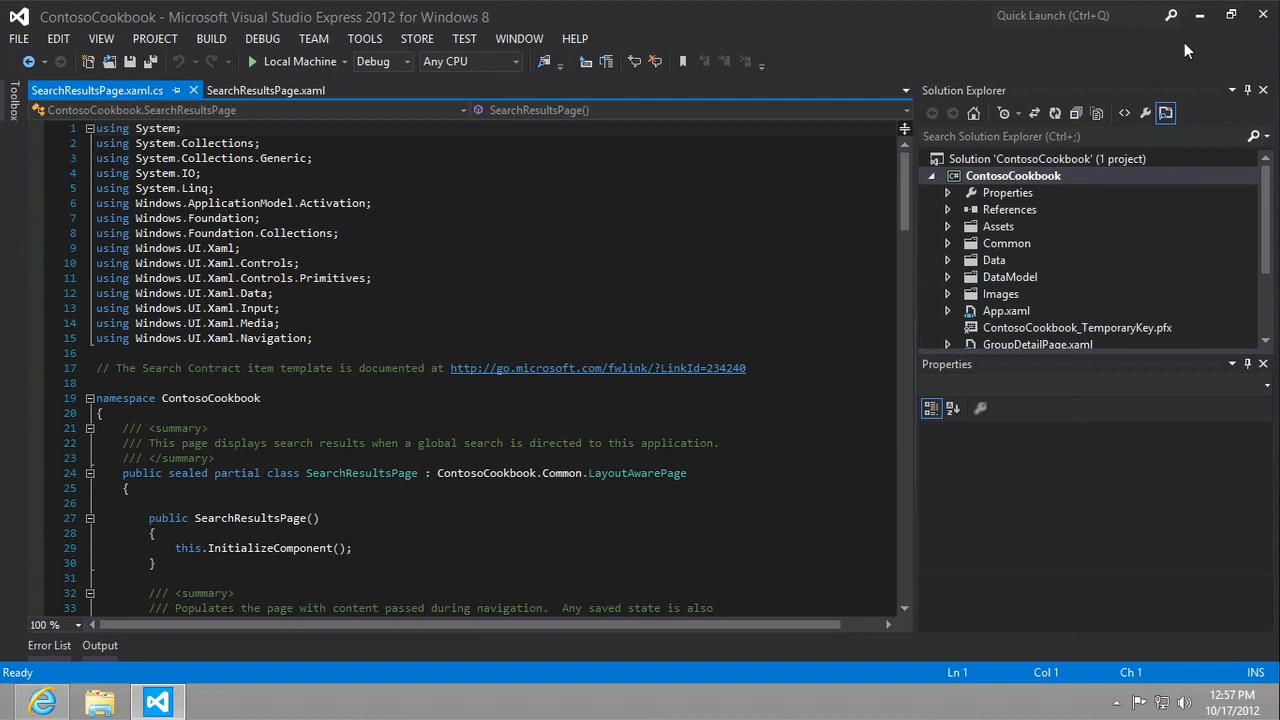 ContosoCookbook - Microsoft Visual Studio Express 2012 for Windows 8
Quick Launch (Ctrl+Q)
FILE EDIT VIEW PROJECT BUILD DEBUG TEAM TOOLS STORE TEST WINDOW HELP
Local Machine Debug Any CPU
Toolbox
SearchResultsPage.xaml.cs SearchResultsPage.xaml
ContosoCookbook.SearchResultsPage SearchResultsPage()
1 using System;
2 using System.Collections;
3 using System.Collections.Generic;
4 using System.IO;
5 using System.Linq;
6 using Windows.ApplicationModel.Activation;
7 using Windows.Foundation;
8 using Windows.Foundation.Collections;
9 using Windows.UI.Xaml;
10 using Windows.UI.Xaml.Controls;
11 using Windows.UI.Xaml.Controls.Primitives;
12 using Windows.UI.Xaml.Data;
13 using Windows.UI.Xaml.Input;
14 using Windows.UI.Xaml.Media;
15 using Windows.UI.Xaml.Navigation;
16
17 // The Search Contract item template is documented at http://go.microsoft.com/fwlink/?LinkId=234240
18
19 namespace ContosoCookbook
20 {
21 /// <summary>
22 /// This page displays search results when a global search is directed to this application.
23 /// </summary>
24 public sealed partial class SearchResultsPage : ContosoCookbook.Common.LayoutAwarePage
25 {
26
27 public SearchResultsPage()
28 {
29 this.InitializeComponent();
30 }
31
32 /// <summary>
33 /// Populates the page with content passed during navigation.  Any saved state is also
100 %
Solution Explorer
Search Solution Explorer (Ctrl+;)
Solution 'ContosoCookbook' (1 project)
C# ContosoCookbook
Properties
References
Assets
Common
Data
DataModel
Images
App.xaml
ContosoCookbook_TemporaryKey.pfx
GroupDetailPage.xaml
Properties
Error List Output
Ready Ln 1 Col 1 Ch 1 INS
12:57 PM
10/17/2012